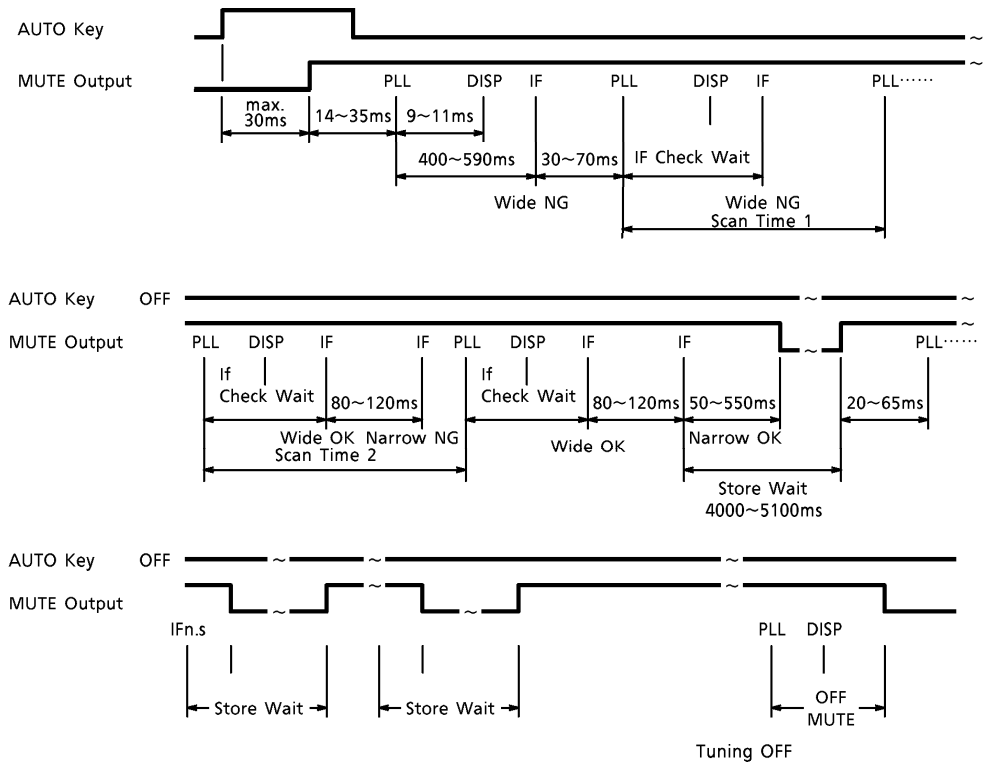 AUTO Key
~
MUTE Output
~
PLL DISP IF PLL DISP IF PLL······
max.
30ms
14~35ms 9~11ms
400~590ms 30~70ms IF Check Wait
Wide NG Wide NG
Scan Time 1
AUTO Key OFF ~ ~
MUTE Output ~ ~
PLL DISP IF IF PLL DISP IF IF PLL······
If If
Check Wait Check Wait
80~120ms 80~120ms 50~550ms 20~65ms
Wide OK Narrow NG Wide OK Narrow OK
Scan Time 2
Store Wait
4000~5100ms
AUTO Key OFF ~ ~ ~
MUTE Output ~ ~ ~ ~
IFn.s PLL DISP
Store Wait Store Wait OFF
MUTE
Tuning OFF